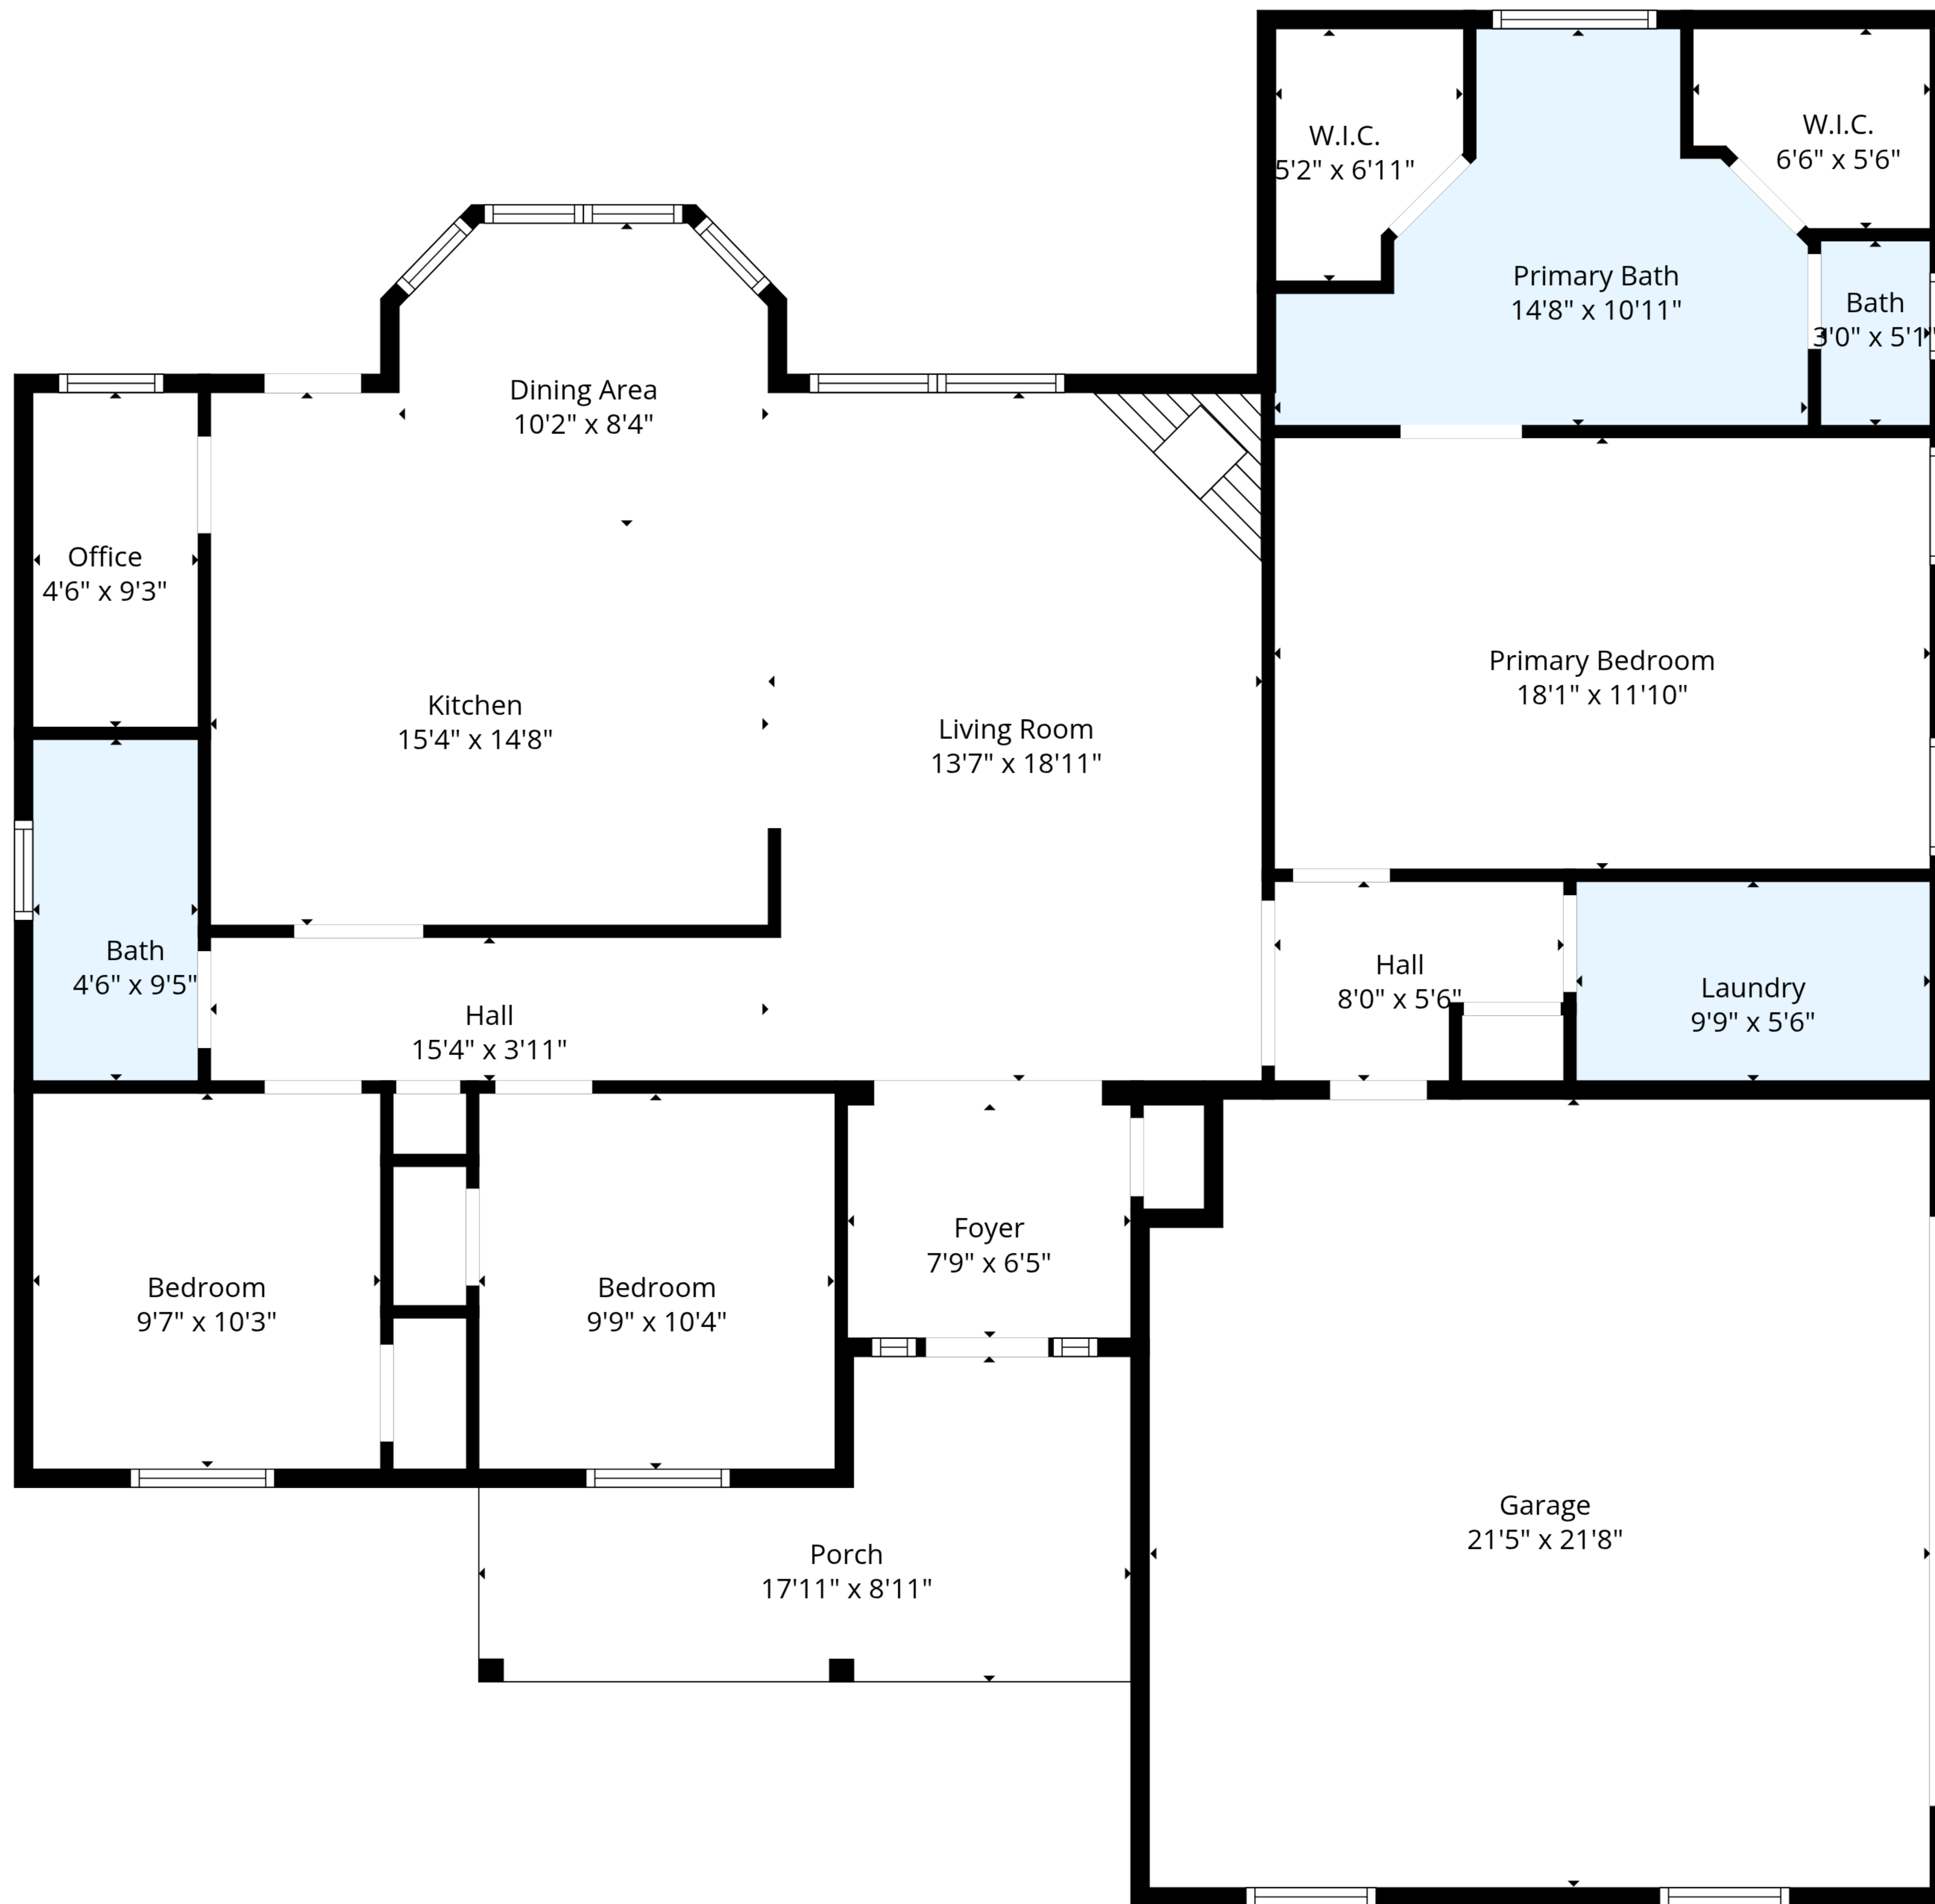 W.I.C.
5'2" x 6'11"
W.I.C.
6'6" x 5'6"
Primary Bath
14'8" x 10'11"
Bath
3'0" x 5'1"
Dining Area
10'2" x 8'4"
Office
4'6" x 9'3"
Kitchen
15'4" x 14'8"
Living Room
13'7" x 18'11"
Primary Bedroom
18'1" x 11'10"
Bath
4'6" x 9'5"
Hall
15'4" x 3'11"
Hall
8'0" x 5'6"
Laundry
9'9" x 5'6"
Bedroom
9'7" x 10'3"
Bedroom
9'9" x 10'4"
Foyer
7'9" x 6'5"
Porch
17'11" x 8'11"
Garage
21'5" x 21'8"